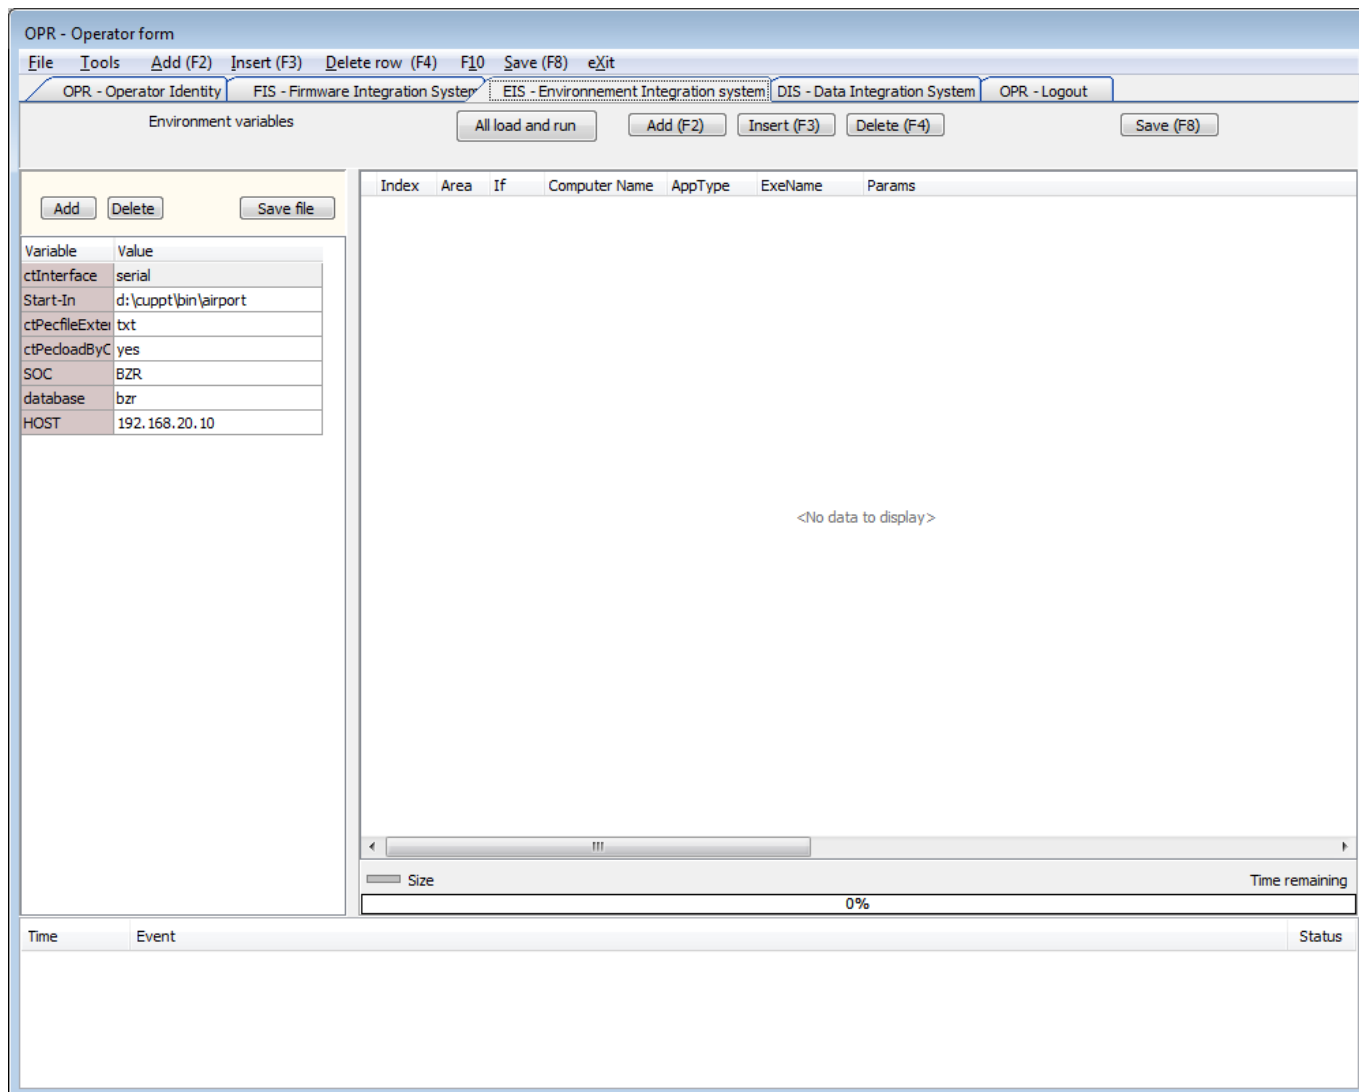 OPR - Operator form
File Tools Add (F2) Insert (F3) Delete row (F4) F10 Save (F8) eXit
OPR - Operator Identity FIS - Firmware Integration System EIS - Environnement Integration system DIS - Data Integration System OPR - Logout
Environment variables All load and run Add (F2) Insert (F3) Delete (F4) Save (F8)
Add Delete Save file
Index Area If Computer Name AppType ExeName Params
Variable Value
ctInterface serial
Start-In d:\cuppt\bin\airport
ctPecfileExter txt
ctPecloadByC yes
SOC BZR
database bzr
HOST 192.168.20.10
<No data to display>
Size Time remaining
0%
Time Event Status